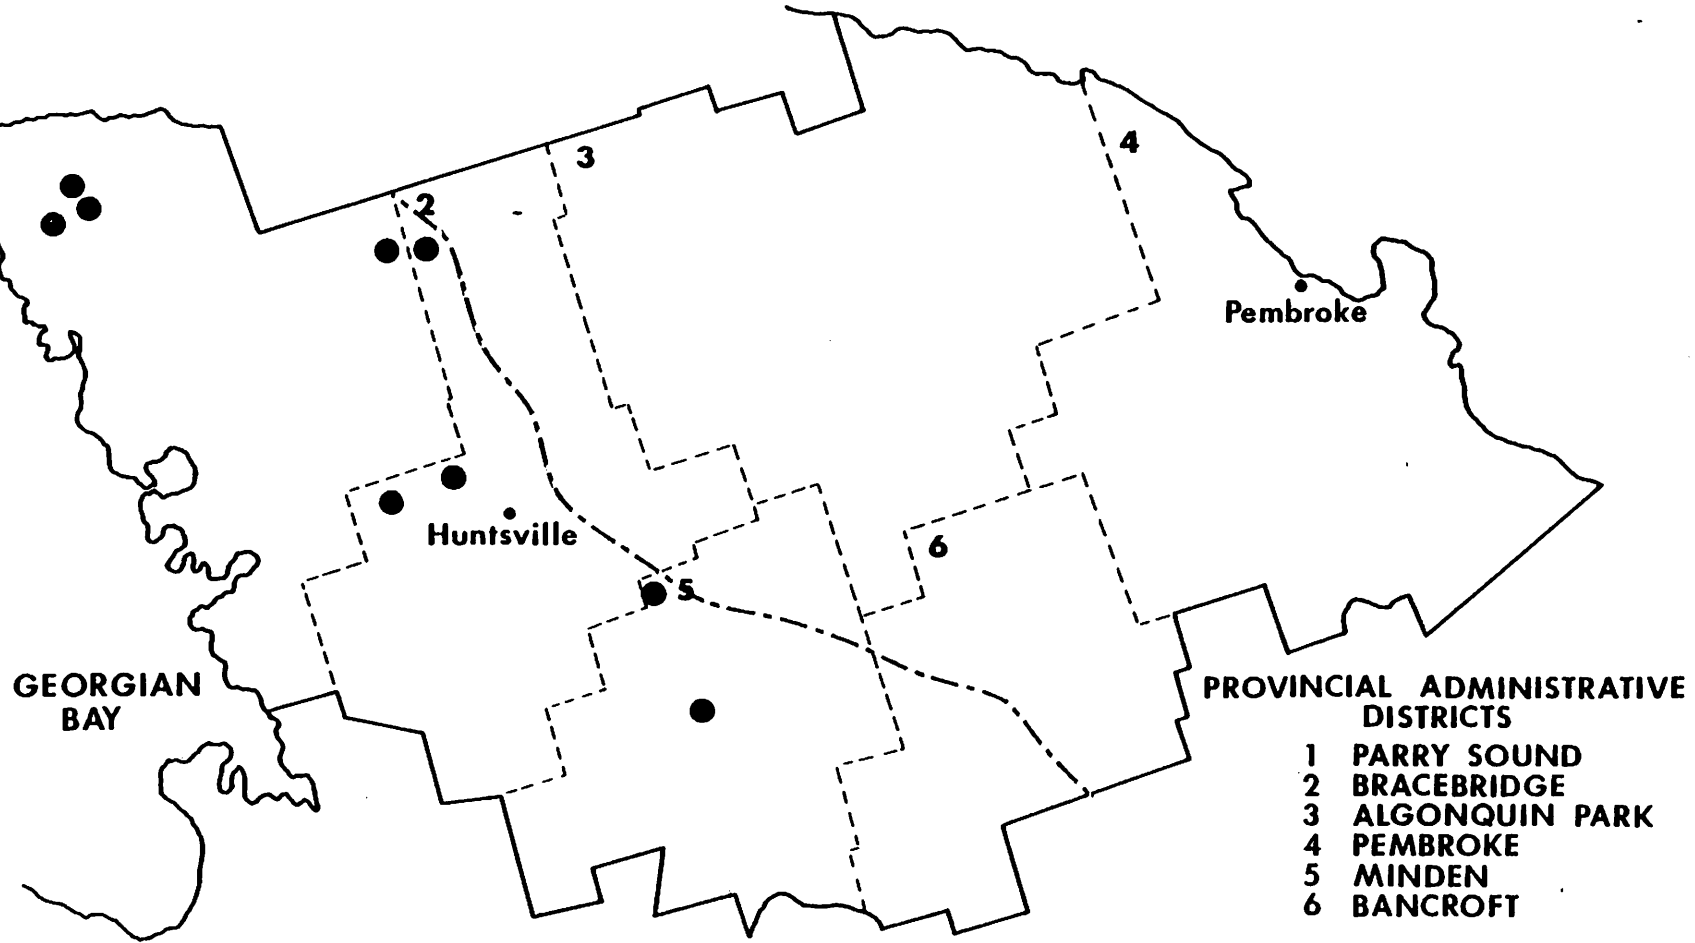 3
4
2
Pembroke
Huntsville
6
5
GEORGIAN
BAY
PROVINCIAL ADMINISTRATIVE
DISTRICTS
1 PARRY SOUND
2 BRACEBRIDGE
3 ALGONQUIN PARK
4 PEMBROKE
5 MINDEN
6 BANCROFT